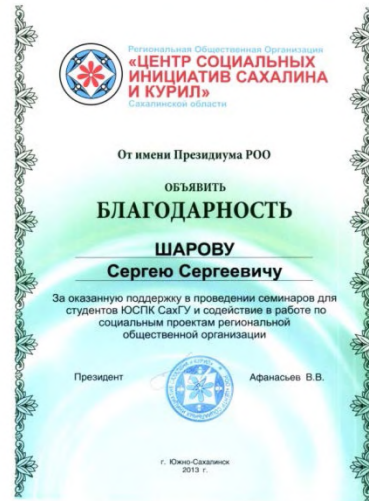 Региональная Общественная Организация
«ЦЕНТР СОЦИАЛЬНЫХ
ИНИЦИАТИВ САХАЛИНА
И КУРИЛ»
Сахалинской области
От имени Президиума РОО
ОБЪЯВИТЬ
БЛАГОДАРНОСТЬ
ШАРОВУ
Сергею Сергеевичу
За оказанную поддержку в проведении семинаров для
студентов ЮСПК СахГУ и содействие в работе по
социальным проектам региональной
общественной организации
Президент Афанасьев В.В.
г. Южно-Сахалинск
2013 г.